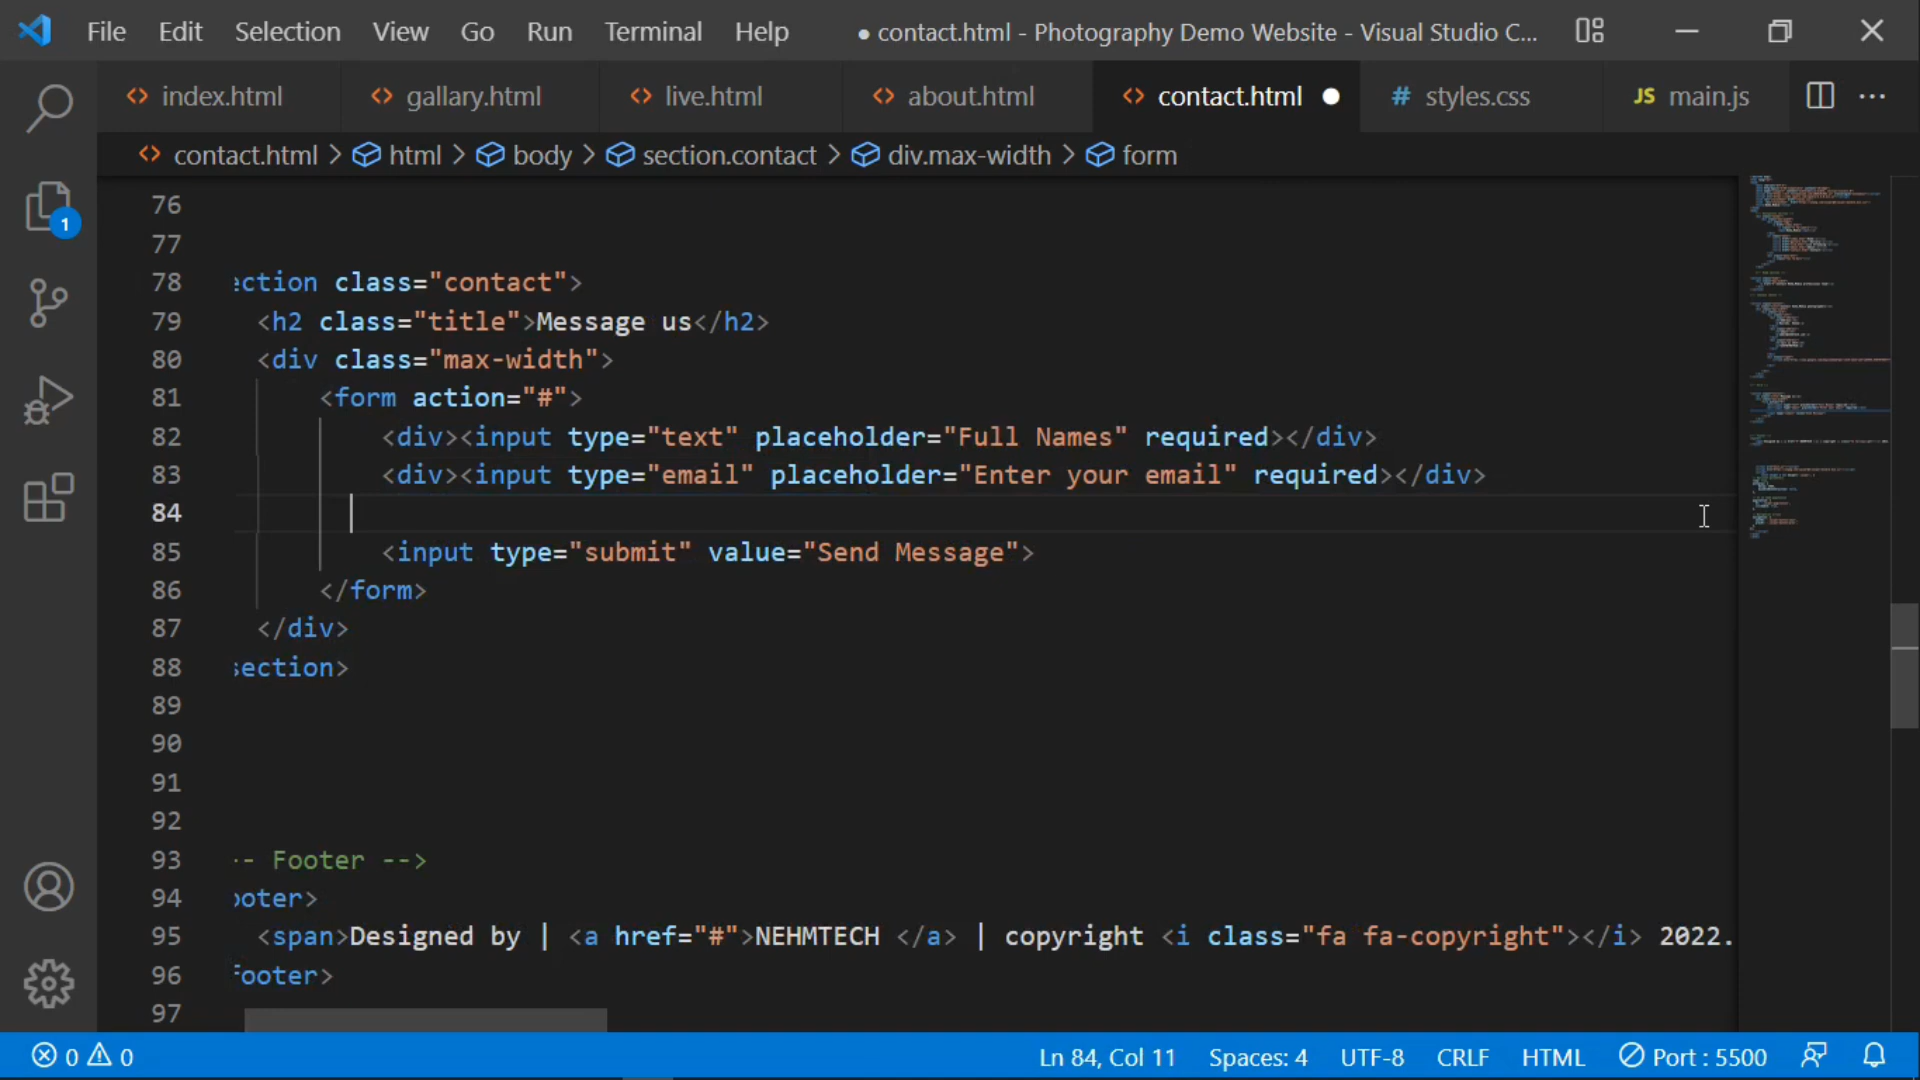 File Edit Selection View Go Run Terminal Help ● contact.html - Photography Demo Website - Visual Studio C...
index.html gallary.html live.html about.html contact.html # styles.css JS main.js ...
contact.html > html > body > section.contact > div.max-width > form
1
76
77
78 ection class="contact">
79 <h2 class="title">Message us</h2>
80 <div class="max-width">
81 <form action="#">
82 <div><input type="text" placeholder="Full Names" required></div>
83 <div><input type="email" placeholder="Enter your email" required></div>
84
85 <input type="submit" value="Send Message">
86 </form>
87 </div>
88 section>
89
90
91
92
93 -- Footer -->
94 ooter>
95 <span>Designed by | <a href="#">NEHMTECH </a> | copyright <i class="fa fa-copyright"></i> 2022.
96 footer>
97
0 0 Ln 84, Col 11 Spaces: 4 UTF-8 CRLF HTML Port : 5500